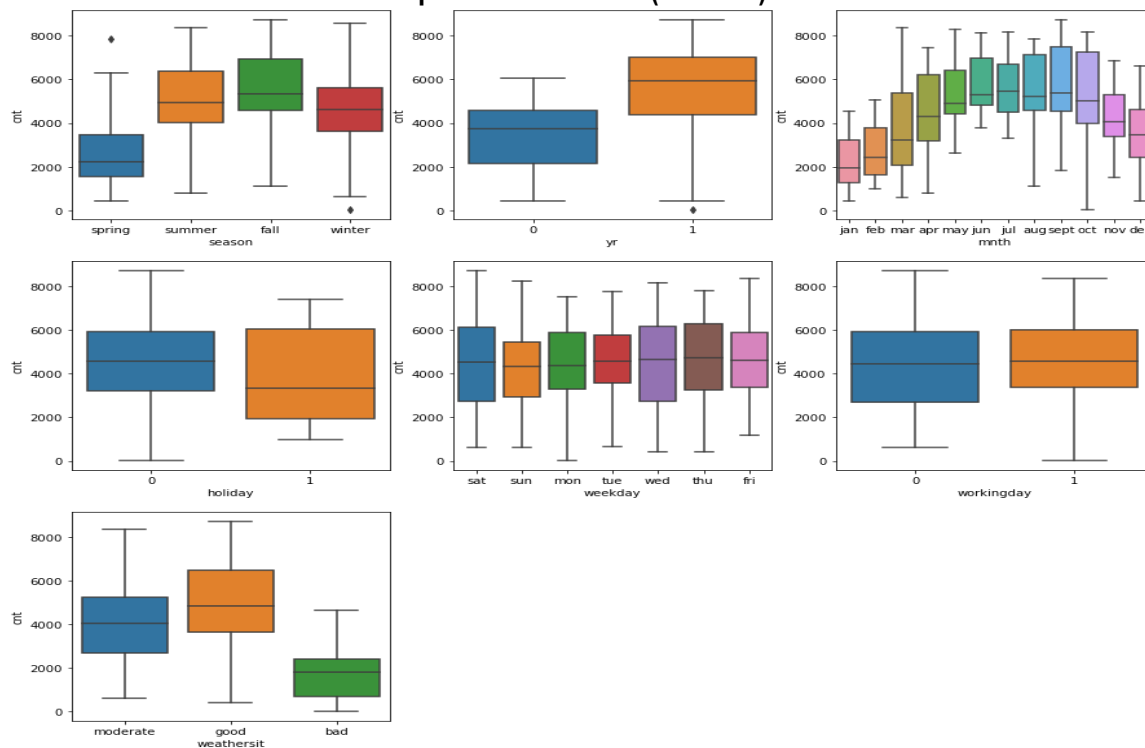 8000
6000
4000
2000
0
cnt
spring summer fall winter
season
8000
6000
4000
2000
0
cnt
0 1
yr
8000
6000
4000
2000
0
cnt
jan feb mar apr may jun jul aug sept oct nov de
mnth
8000
6000
4000
2000
0
cnt
0 1
holiday
8000
6000
4000
2000
0
cnt
sat sun mon tue wed thu fri
weekday
8000
6000
4000
2000
0
cnt
0 1
workingday
8000
6000
4000
2000
0
cnt
moderate good bad
weathersit